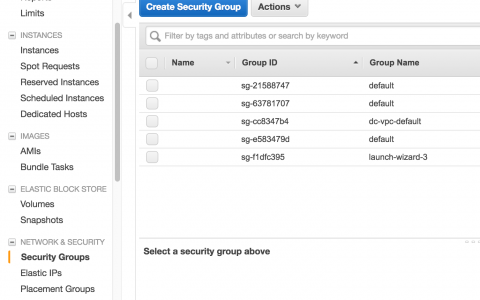 Reports
Limits
INSTANCES
Instances
Spot Requests
Reserved Instances
Scheduled Instances
Dedicated Hosts
IMAGES
AMIs
Bundle Tasks
ELASTIC BLOCK STORE
Volumes
Snapshots
NETWORK & SECURITY
Security Groups
Elastic IPs
Placement Groups
Create Security Group Actions
Filter by tags and attributes or search by keyword
Name Group ID Group Name
sg-21588747 default
sg-63781707 default
sg-cc8347b4 dc-vpc-default
sg-e583479d default
sg-f1dfc395 launch-wizard-3
Select a security group above